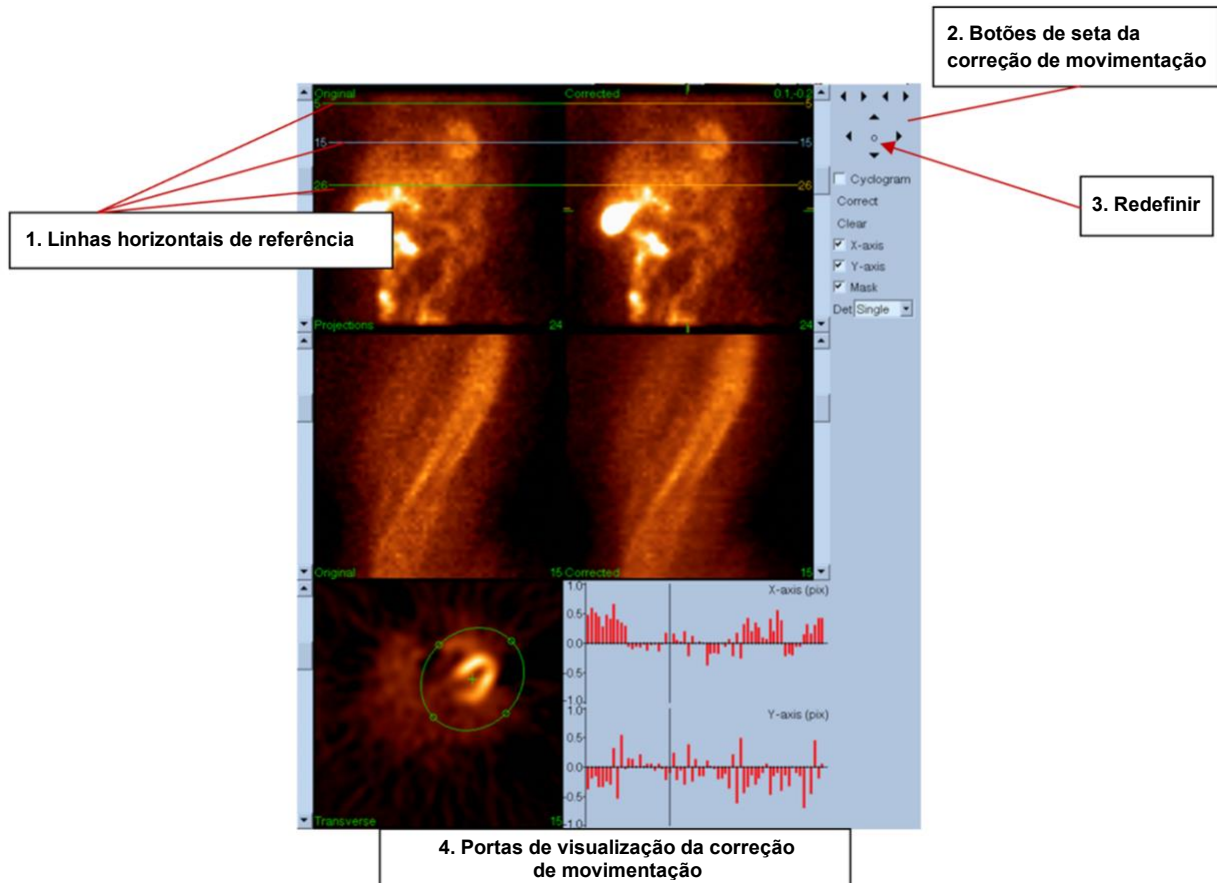 2. Botões de seta da
correção de movimentação
Original
Corrected
0.1,-0.2
5
5
15
15
26
26
Cyclogram
Correct
Clear
X-axis
Y-axis
Mask
Det Single
3. Redefinir
1. Linhas horizontais de referência
Projections
24
24
Original
15
Corrected
15
X-axis (pix)
1.0
0.5
0.0
-0.5
-1.0
Y-axis (pix)
0.5
0.0
-0.5
-1.0
Transverse
15
4. Portas de visualização da correção
de movimentação